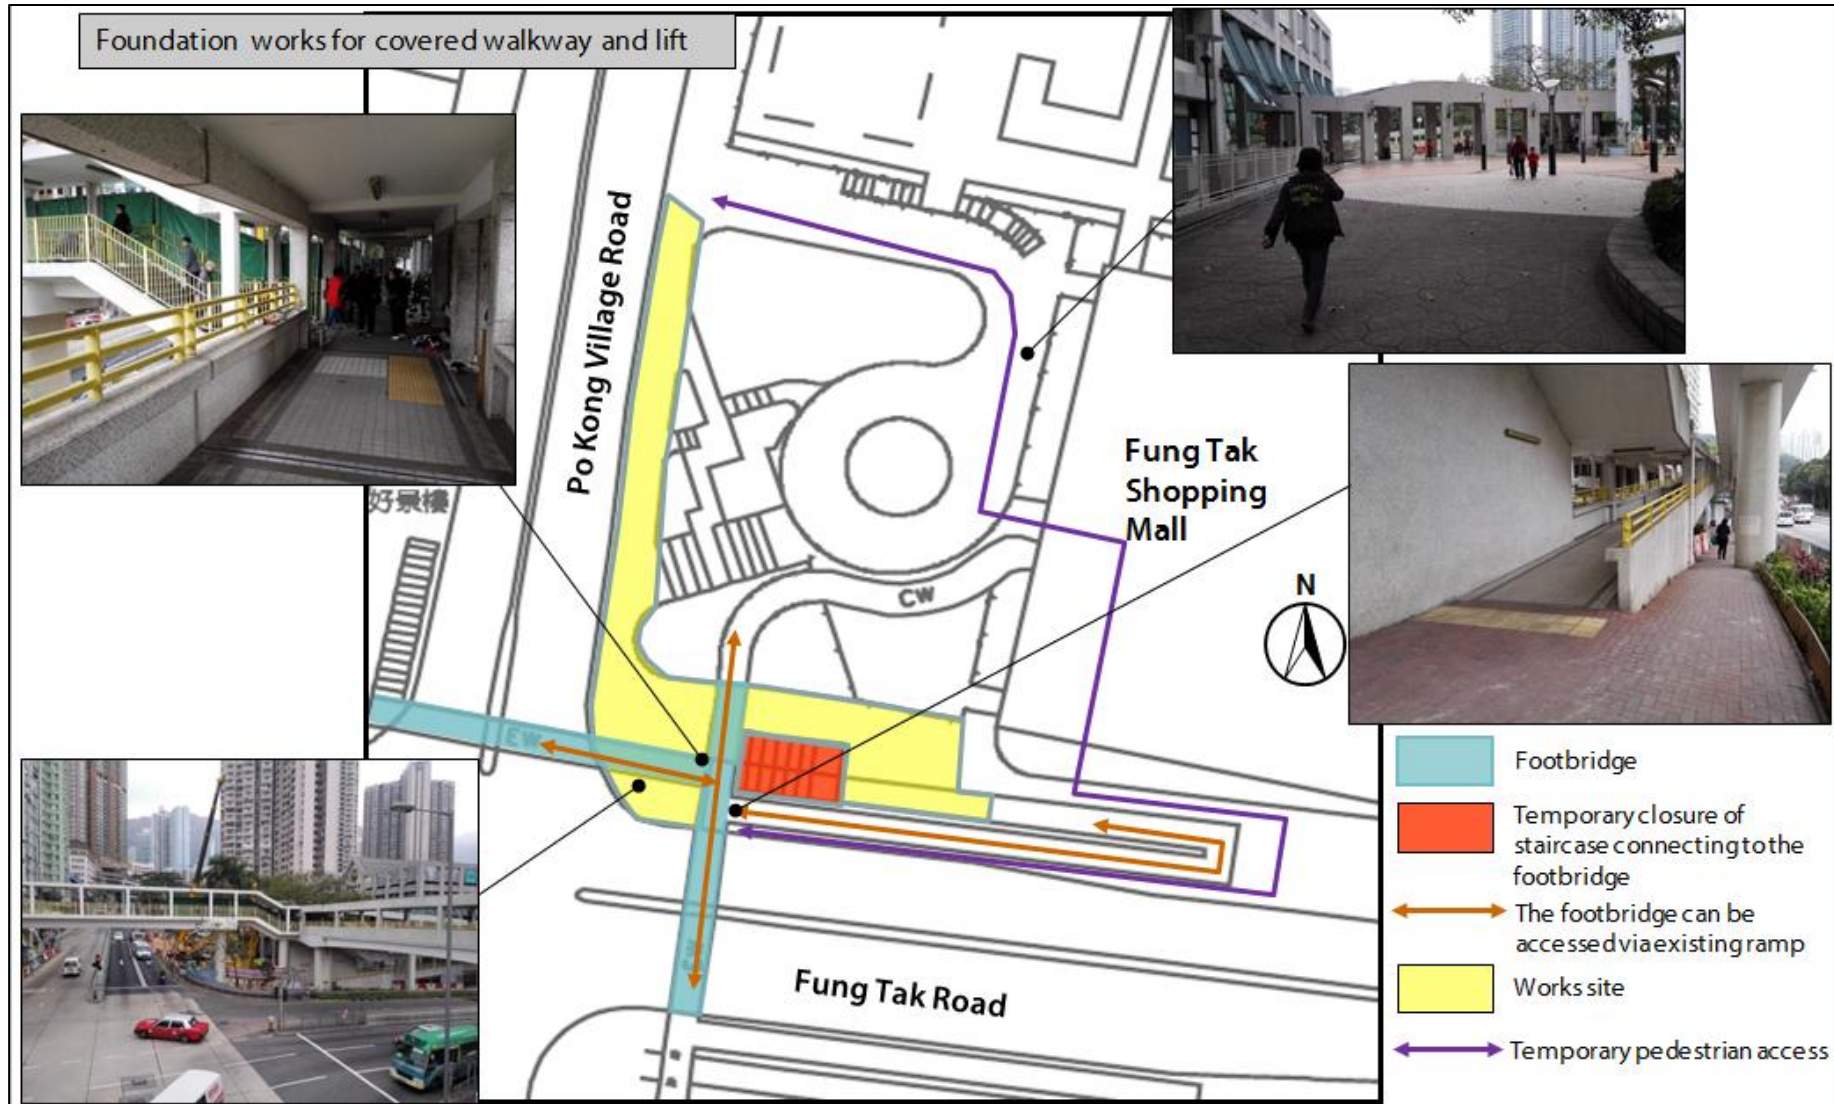 Foundation works for covered walkway and lift
Po Kong Village Road
好景樓
Fung Tak
Shopping
Mall
N
CW
EW
Fung Tak Road
Footbridge
Temporary closure of
staircase connecting to the
footbridge
The footbridge can be
accessed via existing ramp
Works site
Temporary pedestrian access